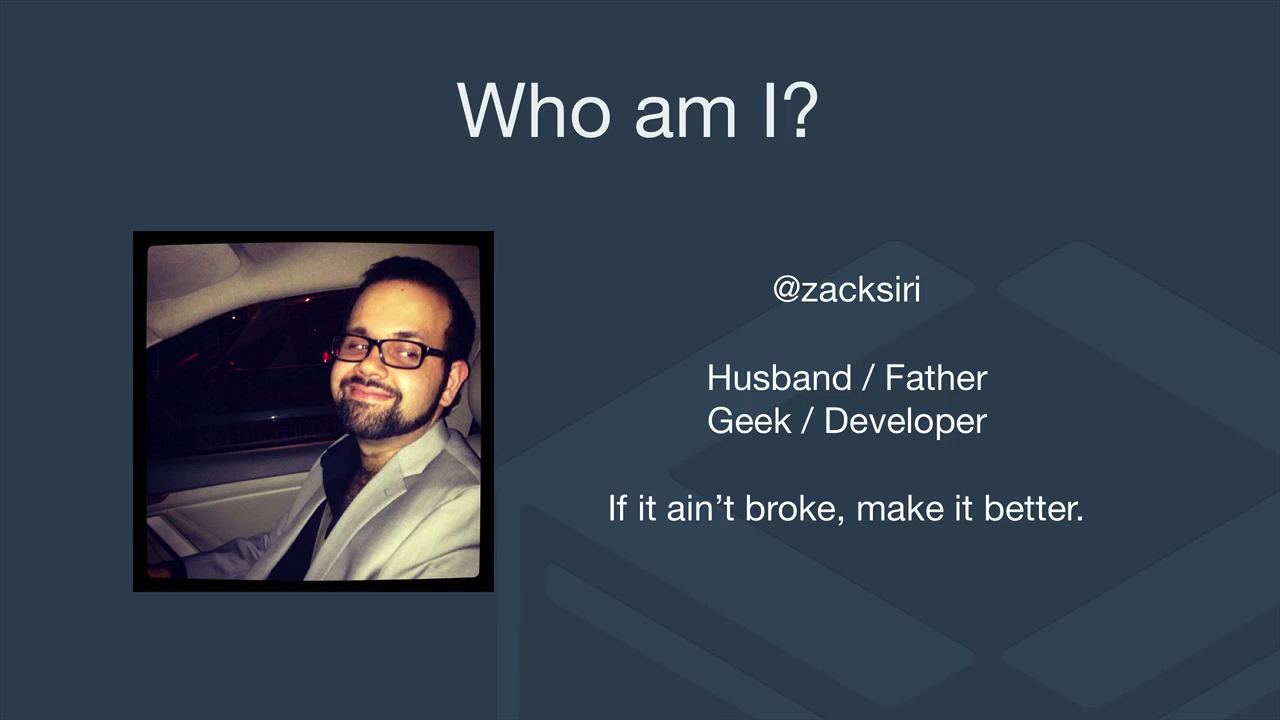 Who am I?
@zacksiri
Husband / Father
Geek / Developer
If it ain’t broke, make it better.